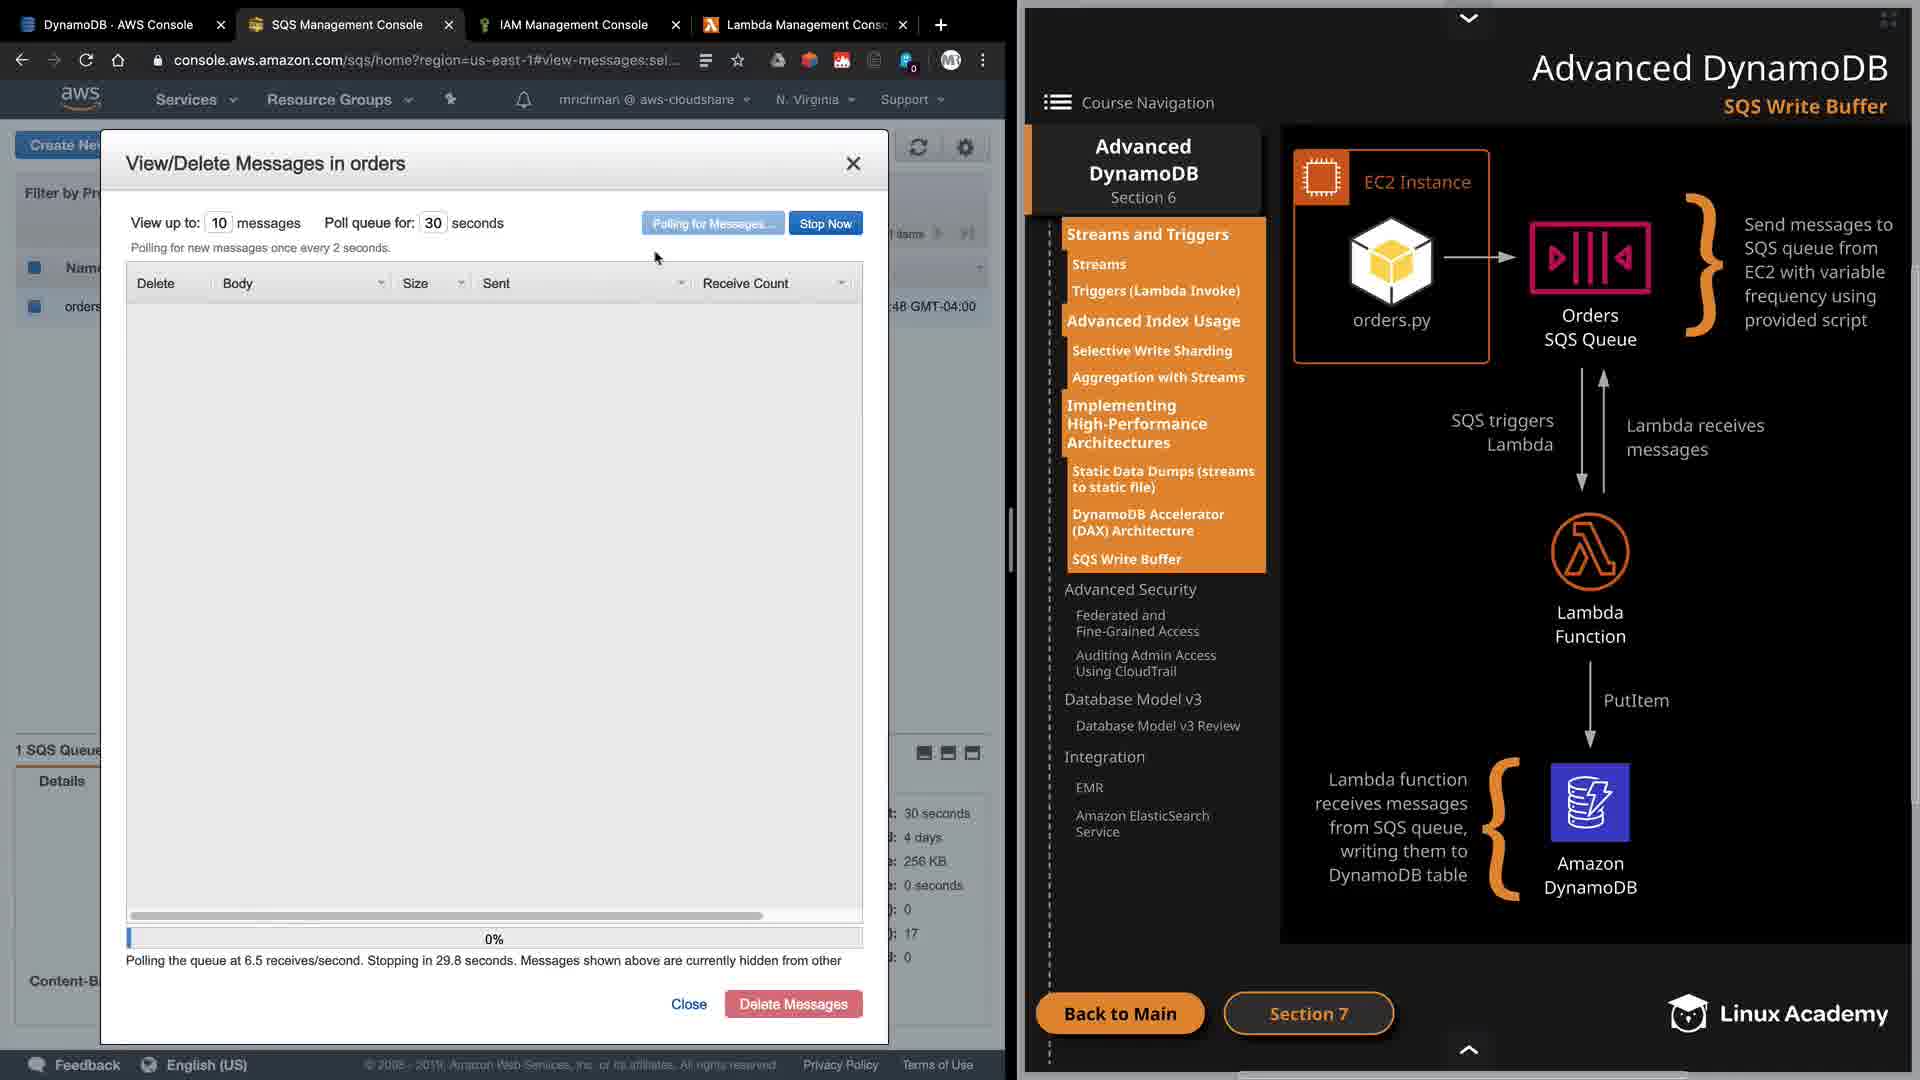 DynamoDB · AWS Console
SQS Management Console
IAM Management Console
Lambda Management Conso
console.aws.amazon.com/sqs/home?region=us-east-1#view-messages:sel...
0
aws
Services
Resource Groups
mrichman @ aws-cloudshare
N. Virginia
Support
Create Ne
Filter by Pr
items
Name
orders
:48 GMT-04:00
View/Delete Messages in orders
View up to: 10 messages
Poll queue for: 30 seconds
Polling for Messages...
Stop Now
Polling for new messages once every 2 seconds.
Delete
Body
Size
Sent
Receive Count
0%
Polling the queue at 6.5 receives/second. Stopping in 29.8 seconds. Messages shown above are currently hidden from other
Close
Delete Messages
1 SQS Queue
Details
t: 30 seconds
d: 4 days
e: 256 KB
e: 0 seconds
): 0
): 17
d: 0
Content-B
Feedback
English (US)
© 2008 - 2019, Amazon Web Services, Inc. or its affiliates. All rights reserved.
Privacy Policy
Terms of Use
Advanced DynamoDB
SQS Write Buffer
Course Navigation
Advanced
DynamoDB
Section 6
Streams and Triggers
Streams
Triggers (Lambda Invoke)
Advanced Index Usage
Selective Write Sharding
Aggregation with Streams
Implementing
High-Performance
Architectures
Static Data Dumps (streams
to static file)
DynamoDB Accelerator
(DAX) Architecture
SQS Write Buffer
Advanced Security
Federated and
Fine-Grained Access
Auditing Admin Access
Using CloudTrail
Database Model v3
Database Model v3 Review
Integration
EMR
Amazon ElasticSearch
Service
EC2 Instance
orders.py
Orders
SQS Queue
Send messages to
SQS queue from
EC2 with variable
frequency using
provided script
SQS triggers
Lambda
Lambda receives
messages
Lambda
Function
PutItem
Lambda function
receives messages
from SQS queue,
writing them to
DynamoDB table
Amazon
DynamoDB
Back to Main
Section 7
Linux Academy